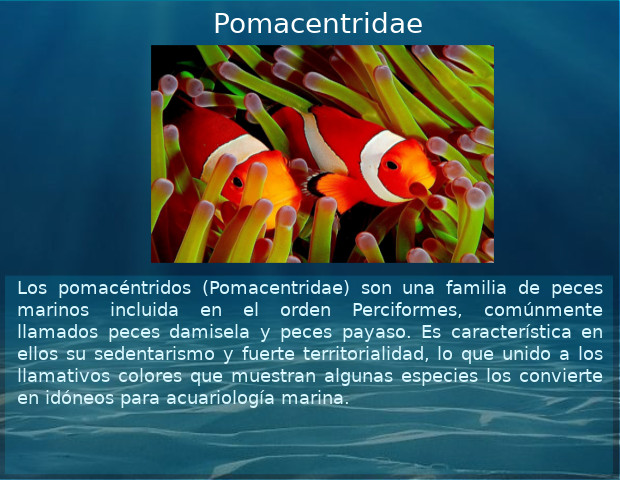 Pomacentridae
Los pomacéntridos (Pomacentridae) son una familia de peces
marinos incluida en el orden Perciformes, comúnmente
llamados peces damisela y peces payaso. Es característica en
ellos su sedentarismo y fuerte territorialidad, lo que unido a los
llamativos colores que muestran algunas especies los convierte
en idóneos para acuariología marina.